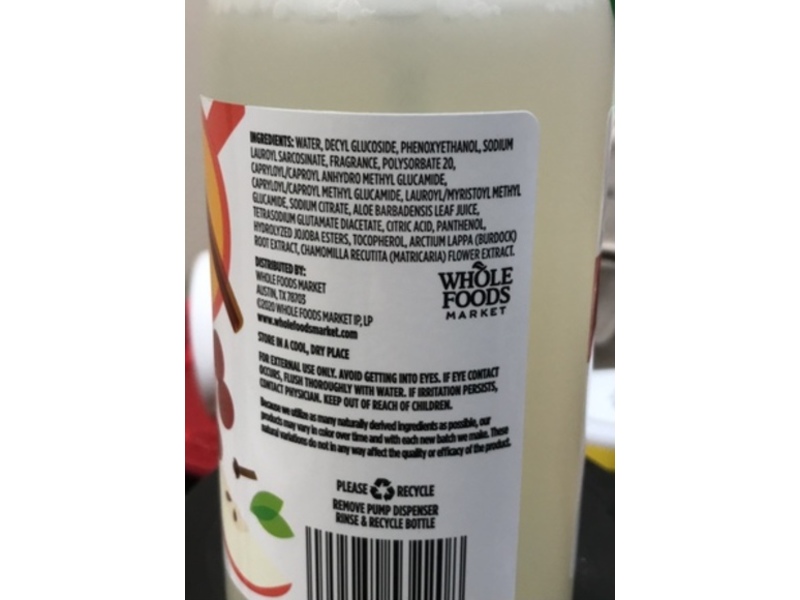 INGREDIENTS: WATER, DECYL GLUCOSIDE, PHENOXYETHANOL, SODIUM
LAUROYL SARCOSINATE, FRAGRANCE, POLYSORBATE 20,
CAPRYLOYL/CAPROYL ANHYDRO METHYL GLUCAMIDE,
CAPRYLOYL/CAPROYL METHYL GLUCAMIDE, LAUROYL/MYRISTOYL METHYL
GLUCAMIDE, SODIUM CITRATE, ALOE BARBADENSIS LEAF JUICE,
TETRASODIUM GLUTAMATE DIACETATE, CITRIC ACID, PANTHENOL,
HYDROLYZED JOJOBA ESTERS, TOCOPHEROL, ARCTIUM LAPPA (BURDOCK)
ROOT EXTRACT, CHAMOMILLA RECUTITA (MATRICARIA) FLOWER EXTRACT.
DISTRIBUTED BY:
WHOLE FOODS MARKET
AUSTIN, TX 78703
©2020 WHOLE FOODS MARKET IP, LP
www.wholefoodsmarket.com
WHOLE
FOODS
MARKET
STORE IN A COOL, DRY PLACE
FOR EXTERNAL USE ONLY. AVOID GETTING INTO EYES. IF EYE CONTACT
OCCURS, FLUSH THOROUGHLY WITH WATER. IF IRRITATION PERSISTS,
CONTACT PHYSICIAN. KEEP OUT OF REACH OF CHILDREN.
Because we utilize as many naturally derived ingredients as possible, our
products may vary in color over time and with each new batch we make. These
natural variations do not in any way affect the quality or efficacy of the product.
PLEASE RECYCLE
REMOVE PUMP DISPENSER
RINSE & RECYCLE BOTTLE